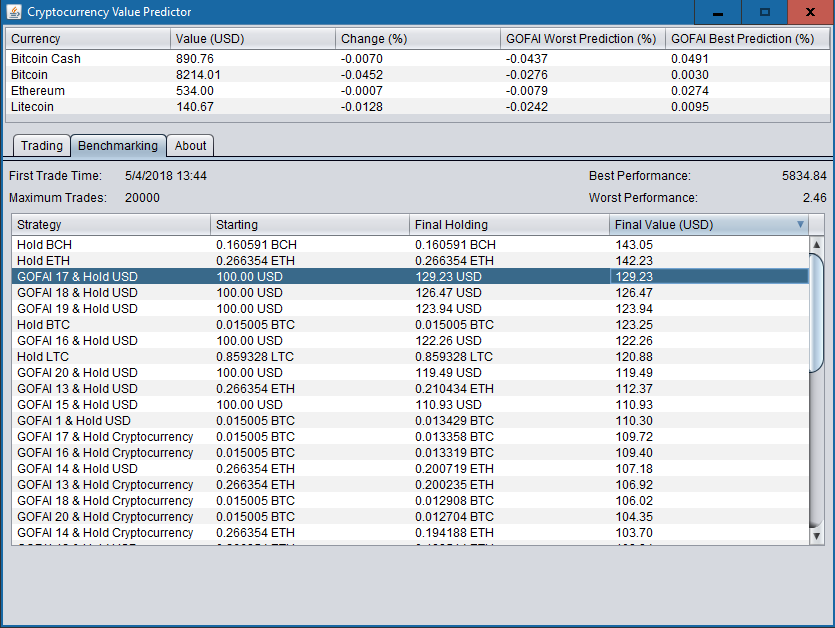 Cryptocurrency Value Predictor
Currency Value (USD) Change (%) GOFAI Worst Prediction (%) GOFAI Best Prediction (%)
Bitcoin Cash 890.76 -0.0070 -0.0437 0.0491
Bitcoin 8214.01 -0.0452 -0.0276 0.0030
Ethereum 534.00 -0.0007 -0.0079 0.0274
Litecoin 140.67 -0.0128 -0.0242 0.0095
Trading Benchmarking About
First Trade Time: 5/4/2018 13:44 Best Performance: 5834.84
Maximum Trades: 20000 Worst Performance: 2.46
Strategy Starting Final Holding Final Value (USD)
Hold BCH 0.160591 BCH 0.160591 BCH 143.05
Hold ETH 0.266354 ETH 0.266354 ETH 142.23
GOFAI 17 & Hold USD 100.00 USD 129.23 USD 129.23
GOFAI 18 & Hold USD 100.00 USD 126.47 USD 126.47
GOFAI 19 & Hold USD 100.00 USD 123.94 USD 123.94
Hold BTC 0.015005 BTC 0.015005 BTC 123.25
GOFAI 16 & Hold USD 100.00 USD 122.26 USD 122.26
Hold LTC 0.859328 LTC 0.859328 LTC 120.88
GOFAI 20 & Hold USD 100.00 USD 119.49 USD 119.49
GOFAI 13 & Hold USD 0.266354 ETH 0.210434 ETH 112.37
GOFAI 15 & Hold USD 100.00 USD 110.93 USD 110.93
GOFAI 1 & Hold USD 0.015005 BTC 0.013429 BTC 110.30
GOFAI 17 & Hold Cryptocurrency 0.015005 BTC 0.013358 BTC 109.72
GOFAI 16 & Hold Cryptocurrency 0.015005 BTC 0.013319 BTC 109.40
GOFAI 14 & Hold USD 0.266354 ETH 0.200719 ETH 107.18
GOFAI 13 & Hold Cryptocurrency 0.266354 ETH 0.200235 ETH 106.92
GOFAI 18 & Hold Cryptocurrency 0.015005 BTC 0.012908 BTC 106.02
GOFAI 20 & Hold Cryptocurrency 0.015005 BTC 0.012704 BTC 104.35
GOFAI 14 & Hold Cryptocurrency 0.266354 ETH 0.194188 ETH 103.70